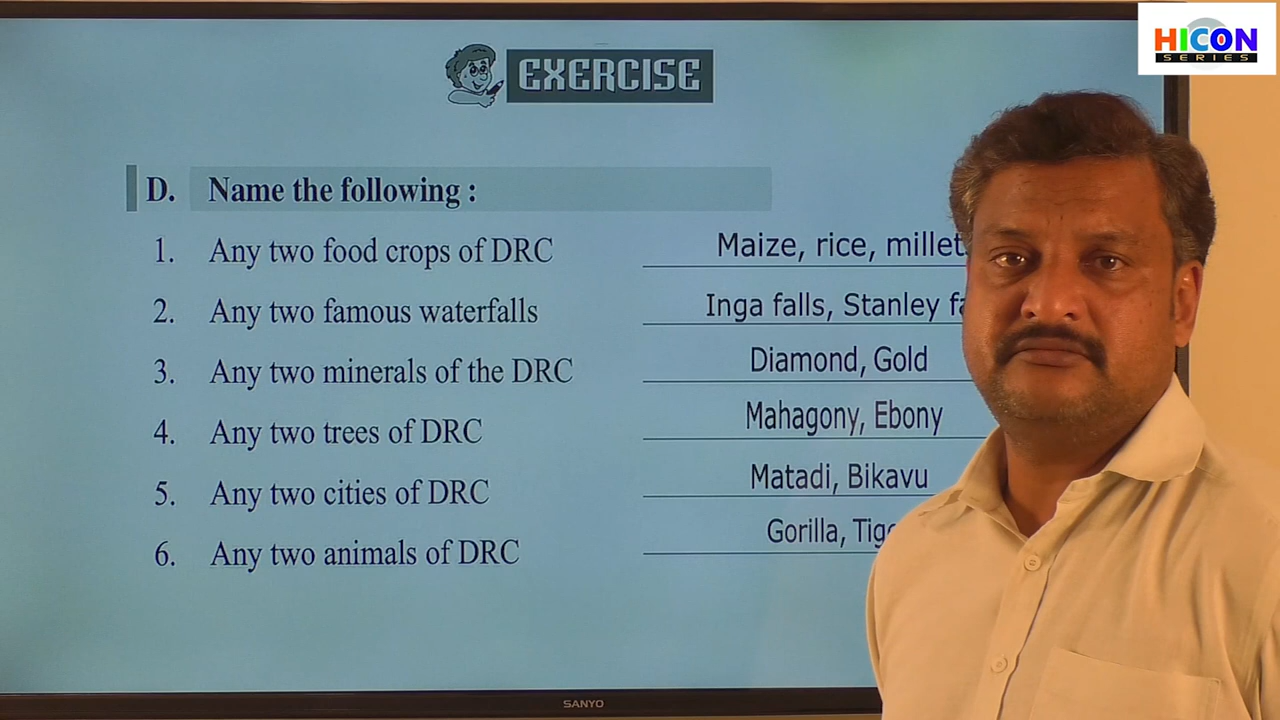 HICON
SERIES
EXERCISE
D. Name the following :
1. Any two food crops of DRC Maize, rice, millet
2. Any two famous waterfalls Inga falls, Stanley
3. Any two minerals of the DRC Diamond, Gold
4. Any two trees of DRC Mahagony, Ebony
5. Any two cities of DRC Matadi, Bikavu
6. Any two animals of DRC Gorilla,
SANYO